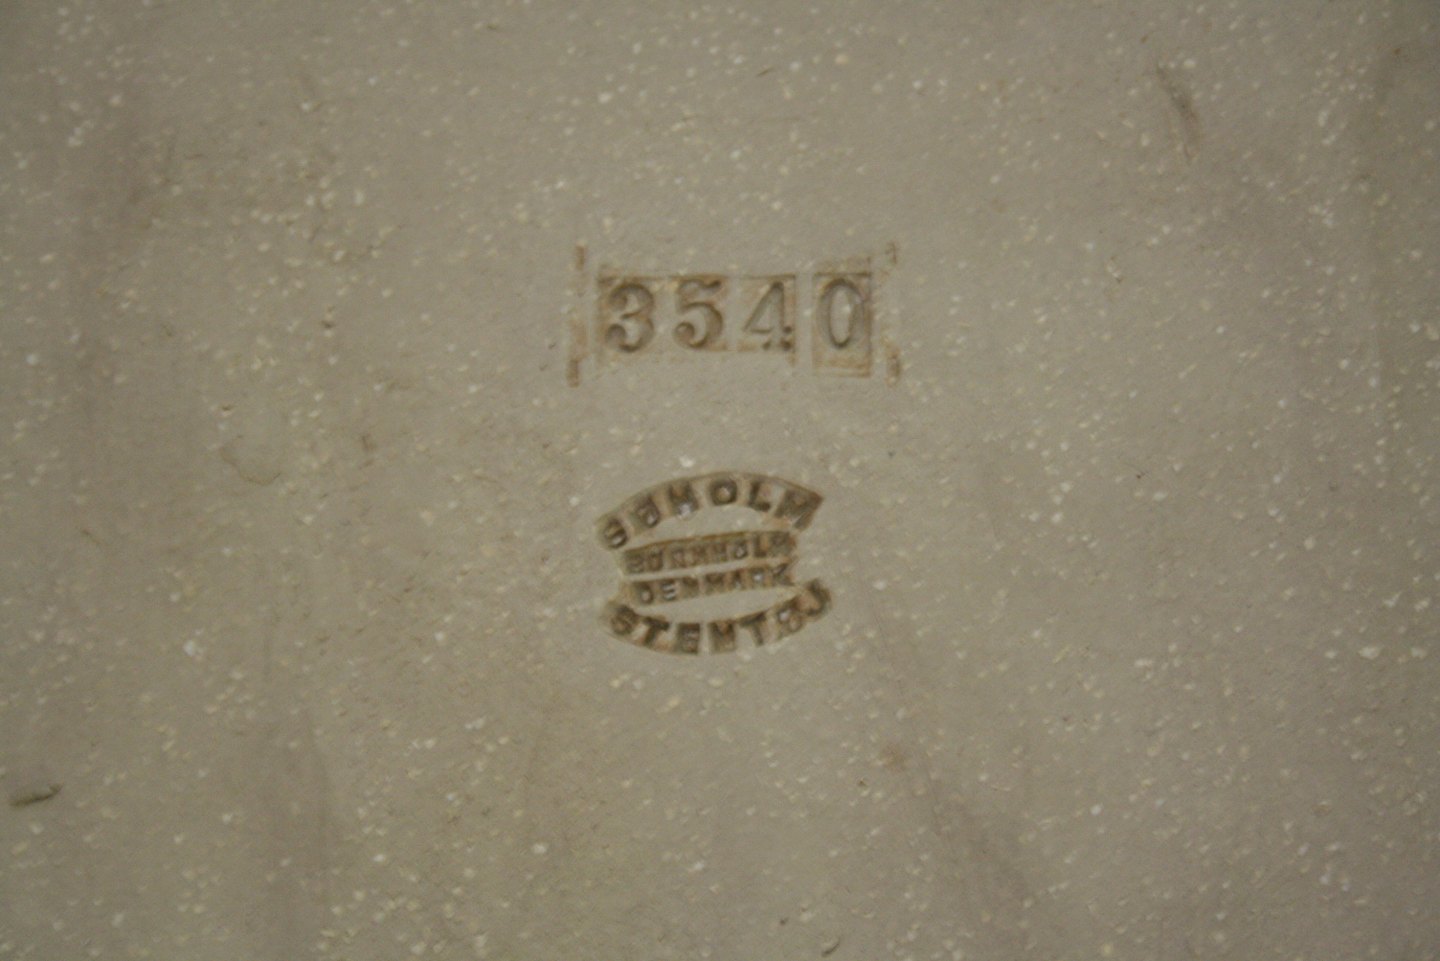 3540
SØHOLM
BORNHOLM
DENMARK
STENTØJ